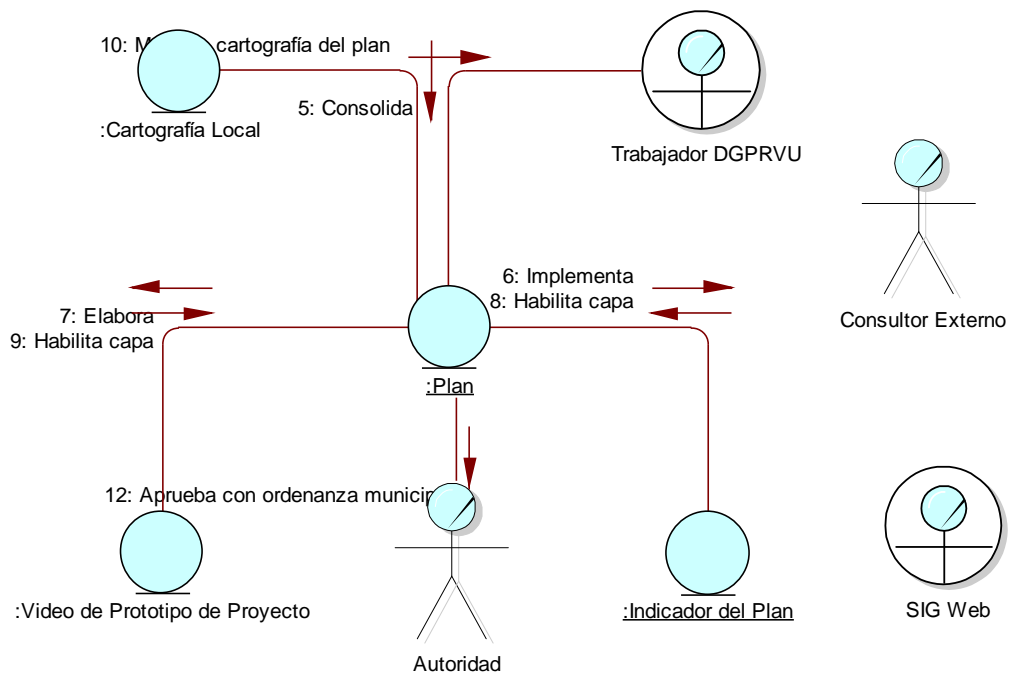 10: M cartografía del plan
5: Consolida
:Cartografía Local
Trabajador DGPRVU
6: Implementa
8: Habilita capa
7: Elabora
9: Habilita capa
Consultor Externo
:Plan
12: Aprueba con ordenanza municip
:Video de Prototipo de Proyecto
:Indicador del Plan
SIG Web
Autoridad